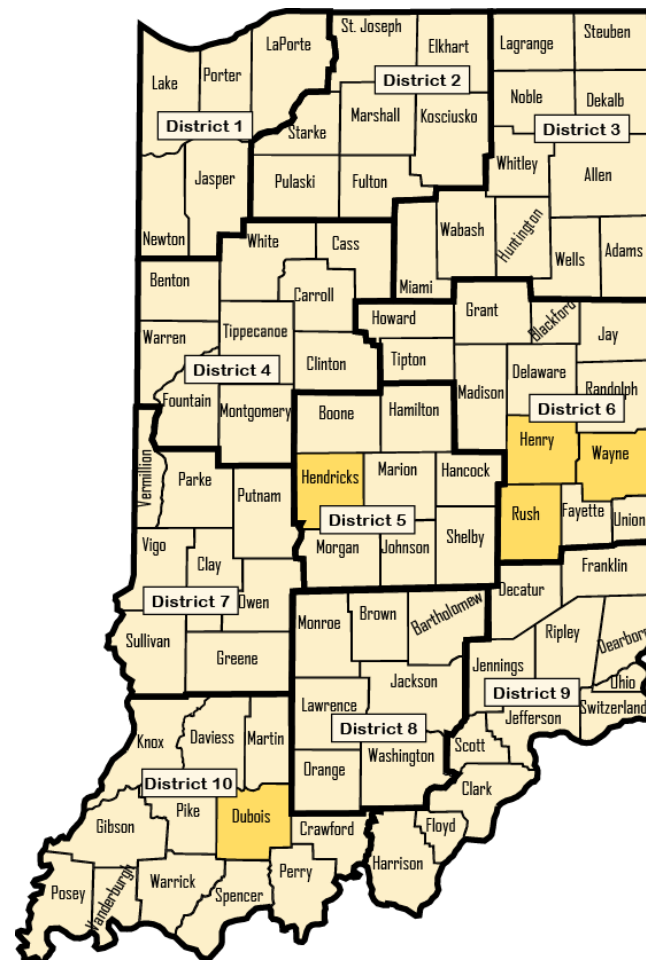 St. Joseph
LaPorte
Elkhart
Lagrange
Steuben
Lake
Porter
District 2
Noble
Dekalb
District 1
Starke
Marshall
Kosciusko
District 3
Whitley
Allen
Jasper
Pulaski
Fulton
Newton
White
Cass
Wabash
Huntington
Wells
Adams
Benton
Carroll
Miami
Howard
Grant
Blackford
Jay
Warren
Tippecanoe
Tipton
Clinton
District 4
Madison
Delaware
Randolph
Fountain
Montgomery
Boone
Hamilton
District 6
Henry
Wayne
Vermillion
Parke
Putnam
Hendricks
Marion
Hancock
Rush
Fayette
Union
District 5
Vigo
Clay
Morgan
Johnson
Shelby
Franklin
Decatur
District 7
Owen
Monroe
Brown
Bartholomew
Ripley
Dearborn
Sullivan
Greene
Jackson
Jennings
Ohio
District 9
Switzerland
Lawrence
Jefferson
Knox
Daviess
Martin
District 8
Washington
Scott
Orange
District 10
Clark
Pike
Dubois
Gibson
Crawford
Floyd
Harrison
Posey
Vanderburgh
Warrick
Spencer
Perry